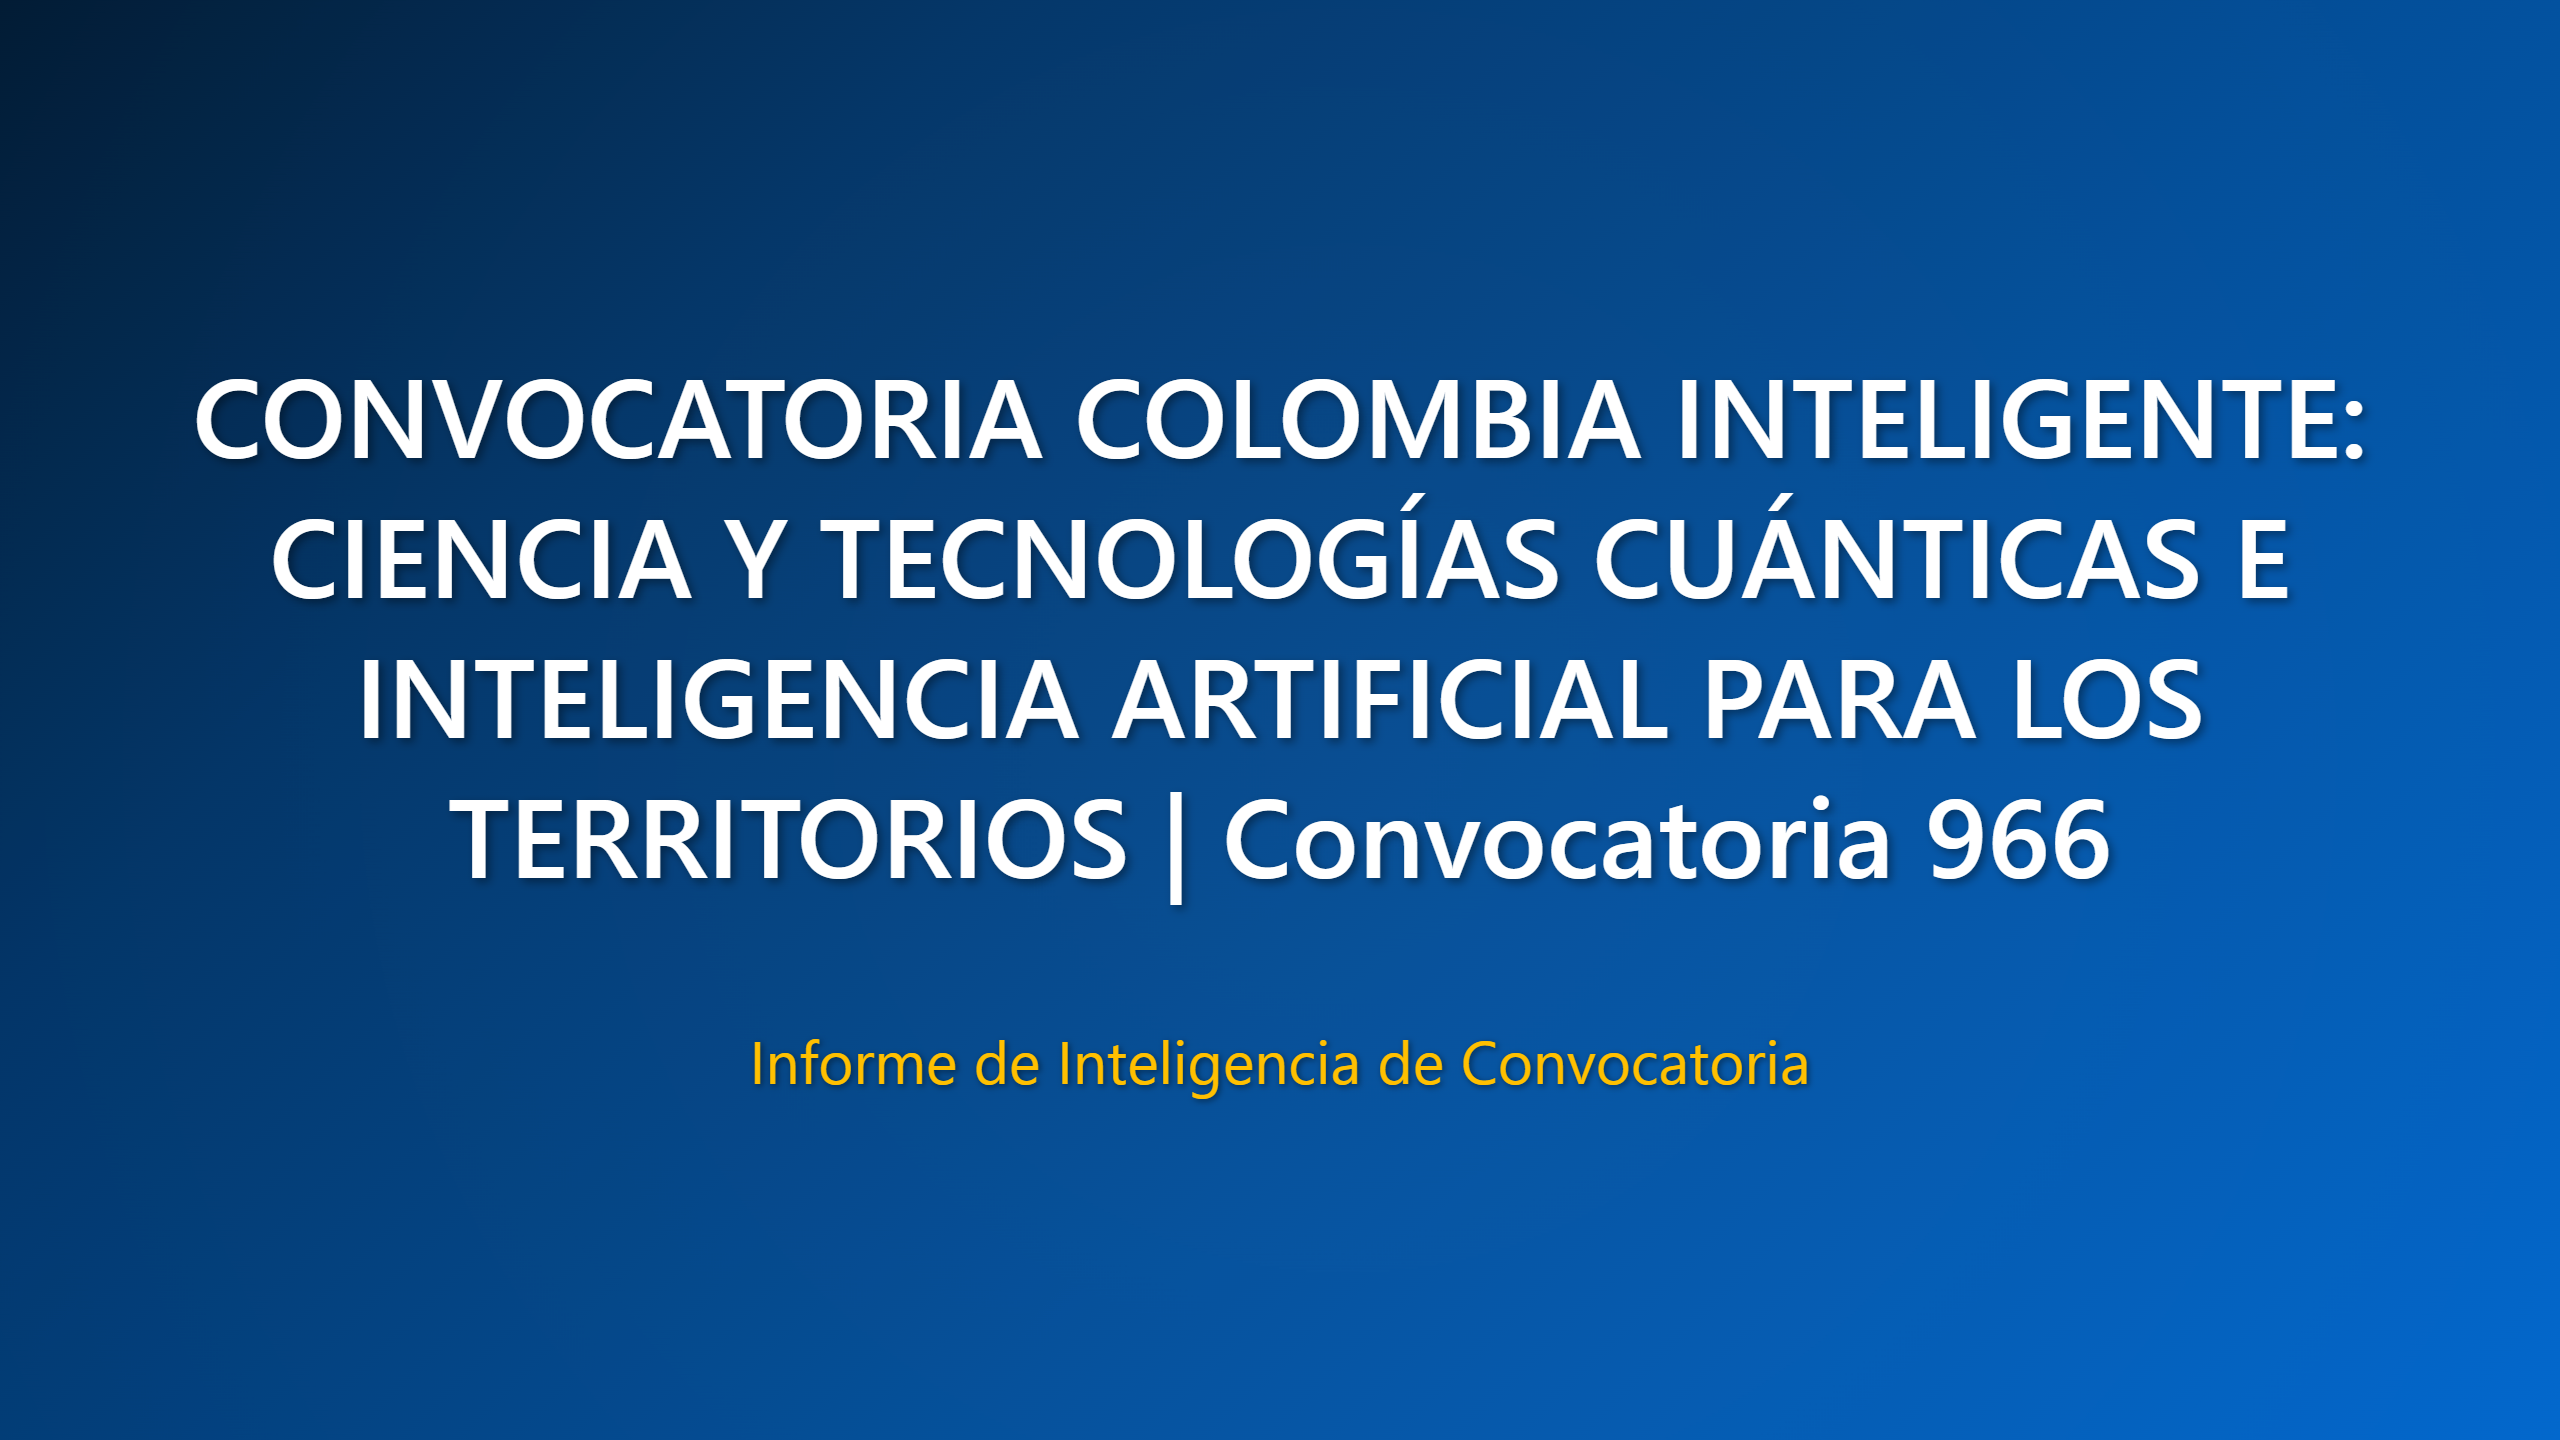 CONVOCATORIA COLOMBIA INTELIGENTE:
CIENCIA Y TECNOLOGÍAS CUÁNTICAS E
INTELIGENCIA ARTIFICIAL PARA LOS
TERRITORIOS | Convocatoria 966
Informe de Inteligencia de Convocatoria